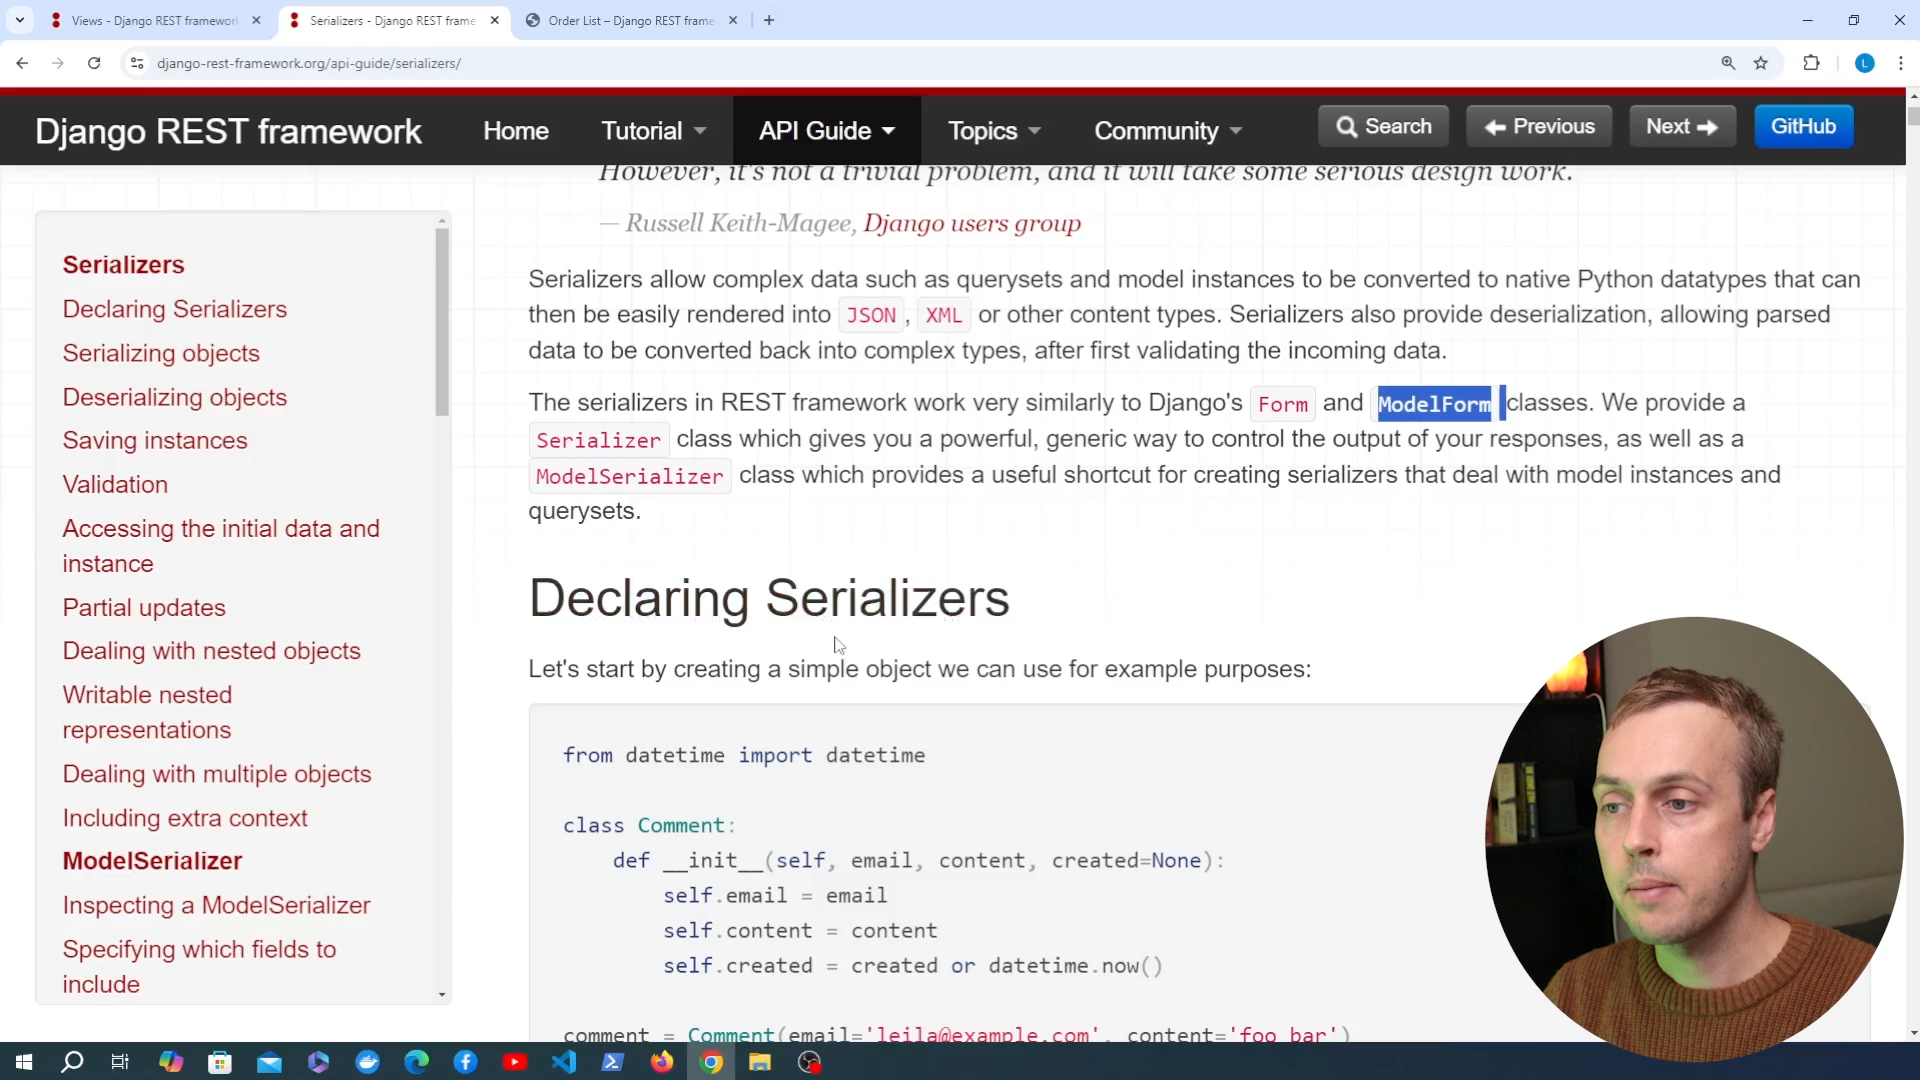 Views - Django REST framework
Serializers - Django REST frame
Order List – Django REST frame
django-rest-framework.org/api-guide/serializers/
L
Django REST framework
Home
Tutorial
API Guide
Topics
Community
Search
Previous
Next
GitHub
However, it's not a trivial problem, and it will take some serious design work.
— Russell Keith-Magee, Django users group
Serializers
Declaring Serializers
Serializing objects
Deserializing objects
Saving instances
Validation
Accessing the initial data and
instance
Partial updates
Dealing with nested objects
Writable nested
representations
Dealing with multiple objects
Including extra context
ModelSerializer
Inspecting a ModelSerializer
Specifying which fields to
include
Serializers allow complex data such as querysets and model instances to be converted to native Python datatypes that can
then be easily rendered into JSON, XML or other content types. Serializers also provide deserialization, allowing parsed
data to be converted back into complex types, after first validating the incoming data.
The serializers in REST framework work very similarly to Django's Form and ModelForm classes. We provide a
Serializer class which gives you a powerful, generic way to control the output of your responses, as well as a
ModelSerializer class which provides a useful shortcut for creating serializers that deal with model instances and
querysets.
Declaring Serializers
Let's start by creating a simple object we can use for example purposes:
from datetime import datetime
class Comment:
def __init__(self, email, content, created=None):
self.email = email
self.content = content
self.created = created or datetime.now()
comment = Comment(email='leila@example.com', content='foo bar')